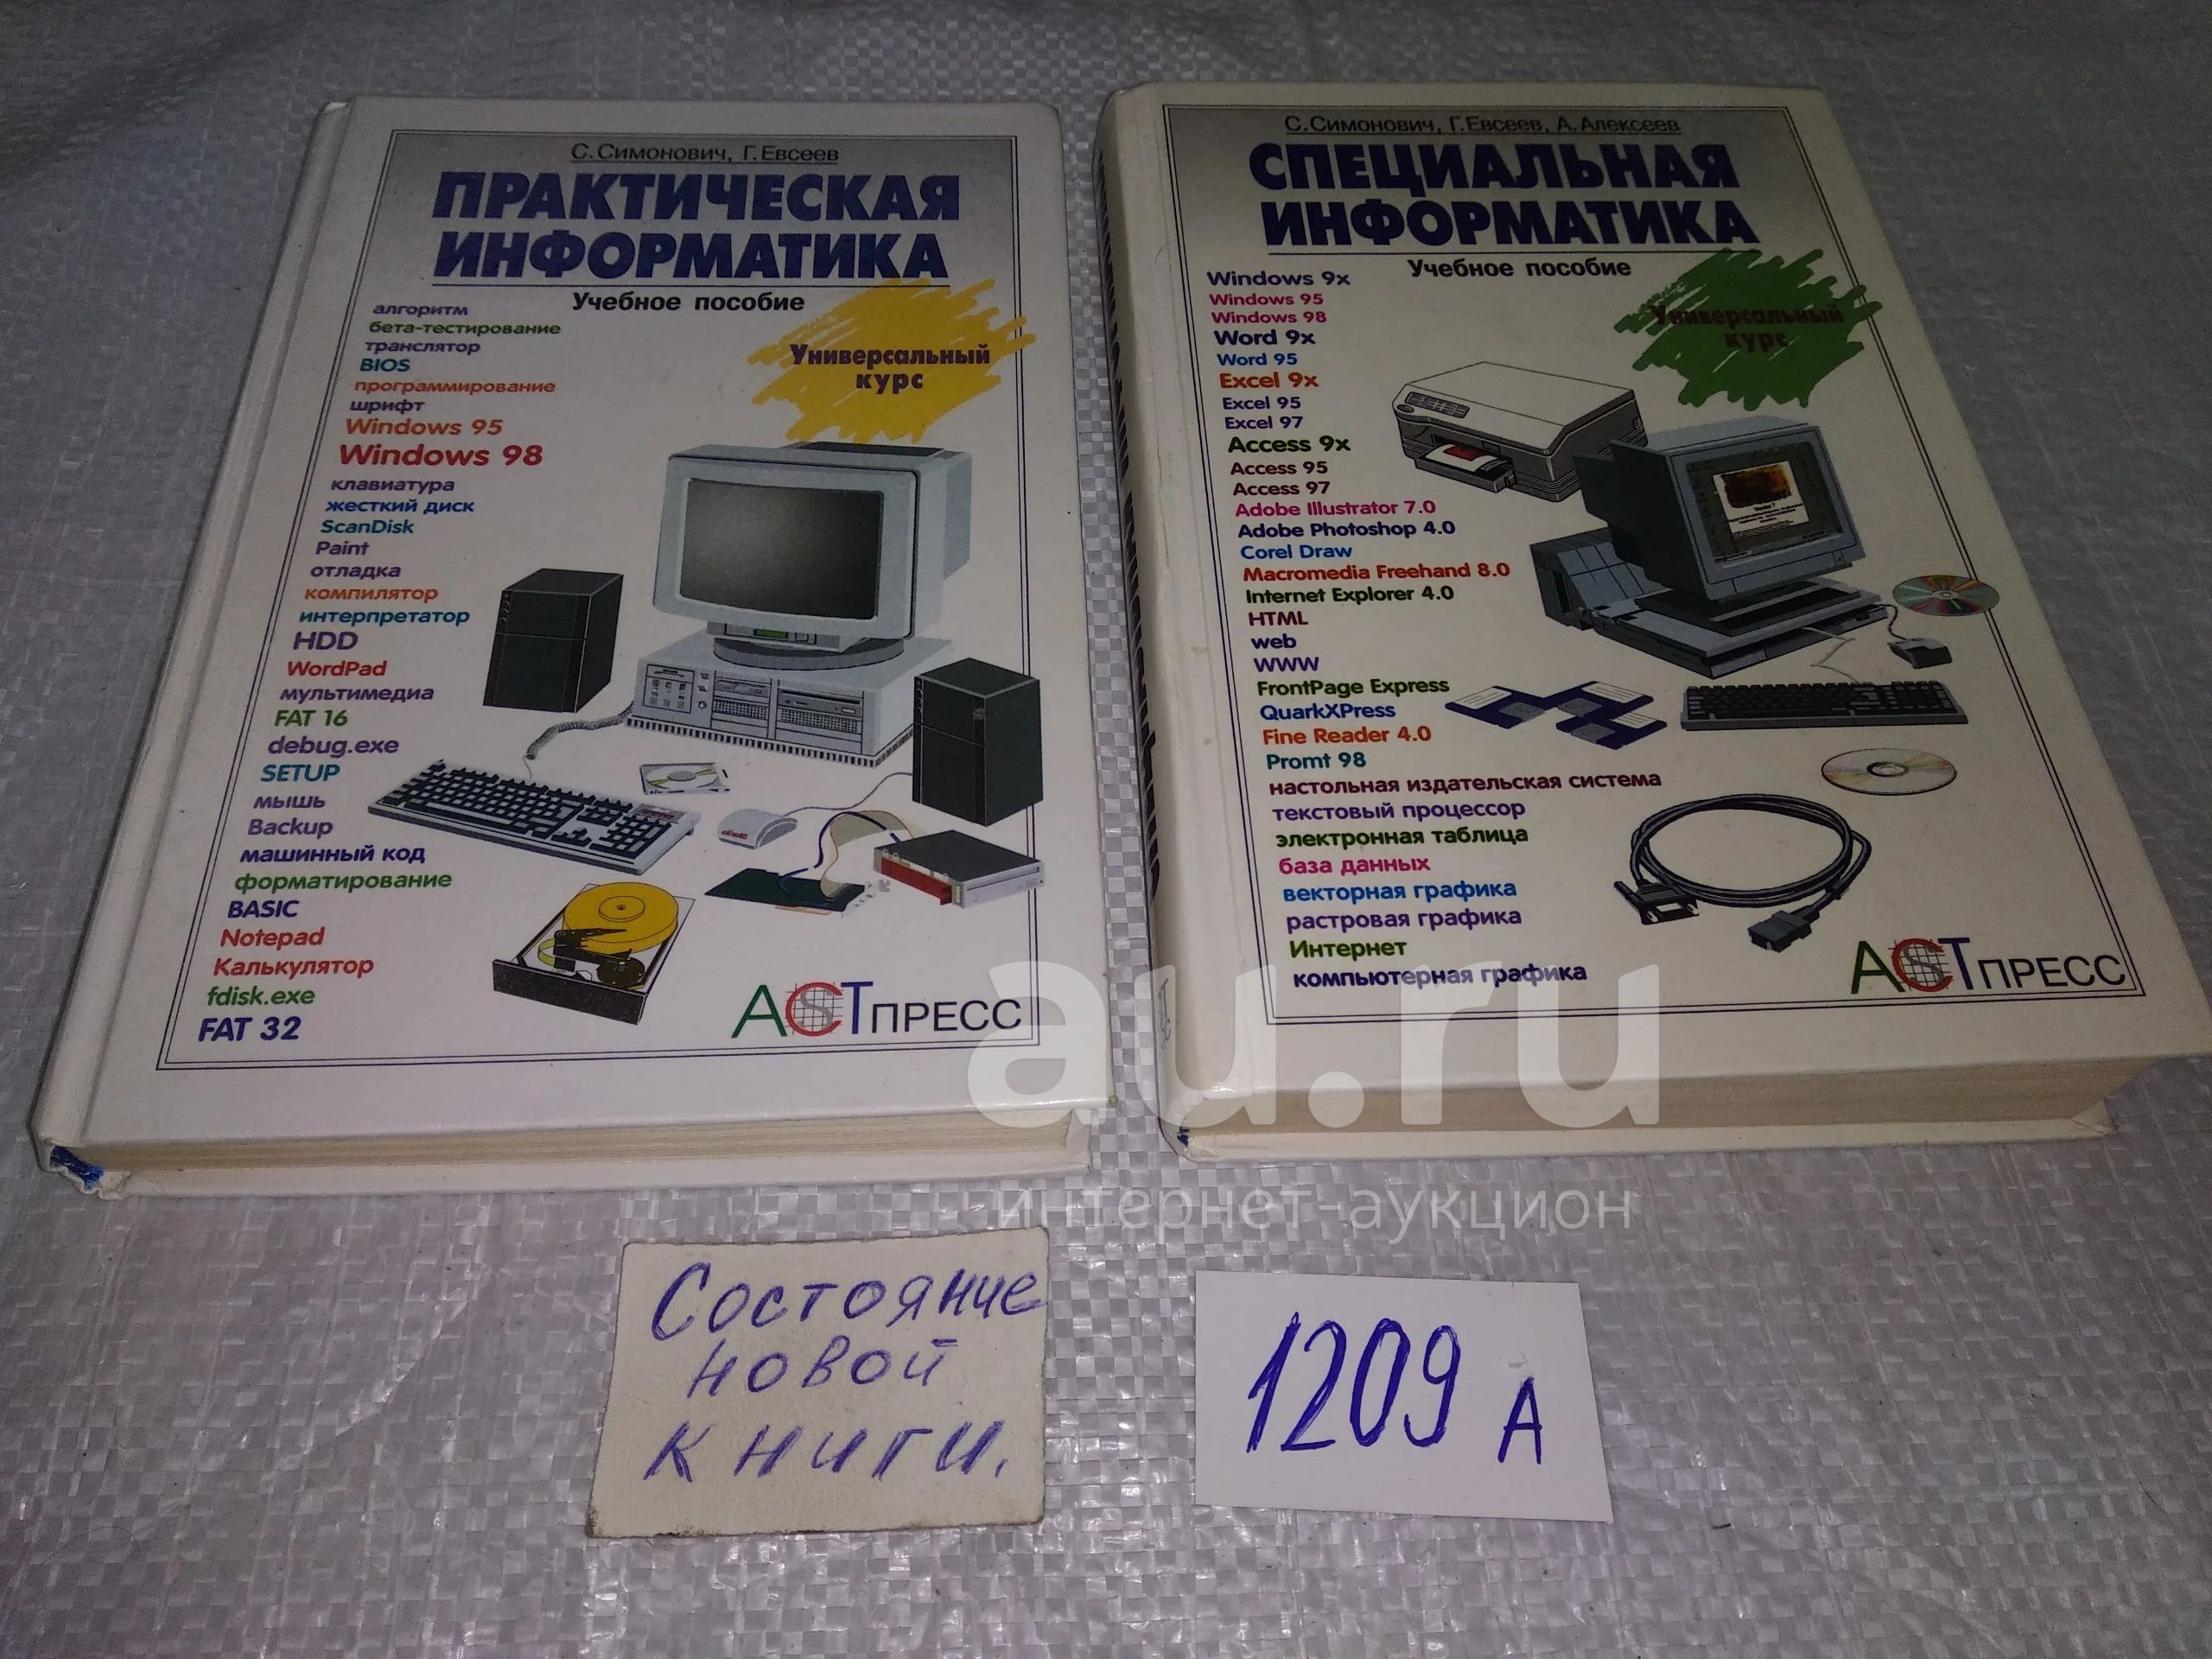 С.Симонович, Г.Евсеев
ПРАКТИЧЕСКАЯ
ИНФОРМАТИКА
Учебное пособие
Универсальный
курс
алгоритм
бета-тестирование
транслятор
BIOS
программирование
шрифт
Windows 95
Windows 98
клавиатура
жесткий диск
ScanDisk
Paint
отладка
компилятор
интерпретатор
HDD
WordPad
мультимедиа
FAT 16
debug.exe
SETUP
мышь
Backup
машинный код
форматирование
BASIC
Notepad
Калькулятор
fdisk.exe
FAT 32
АСТ ПРЕСС
С.Симонович, Г.Евсеев, А.Алексеев
СПЕЦИАЛЬНАЯ
ИНФОРМАТИКА
Учебное пособие
Универсальный
курс
Windows 9x
Windows 95
Windows 98
Word 9x
Word 95
Excel 9x
Excel 95
Excel 97
Access 9x
Access 95
Access 97
Adobe Illustrator 7.0
Adobe Photoshop 4.0
Corel Draw
Macromedia Freehand 8.0
Internet Explorer 4.0
HTML
web
WWW
FrontPage Express
QuarkXPress
Fine Reader 4.0
Promt 98
настольная издательская система
текстовый процессор
электронная таблица
база данных
векторная графика
растровая графика
Интернет
компьютерная графика
АСТ ПРЕСС
au.ru
интернет-аукцион
Состояние
новой
книги.
1209 А